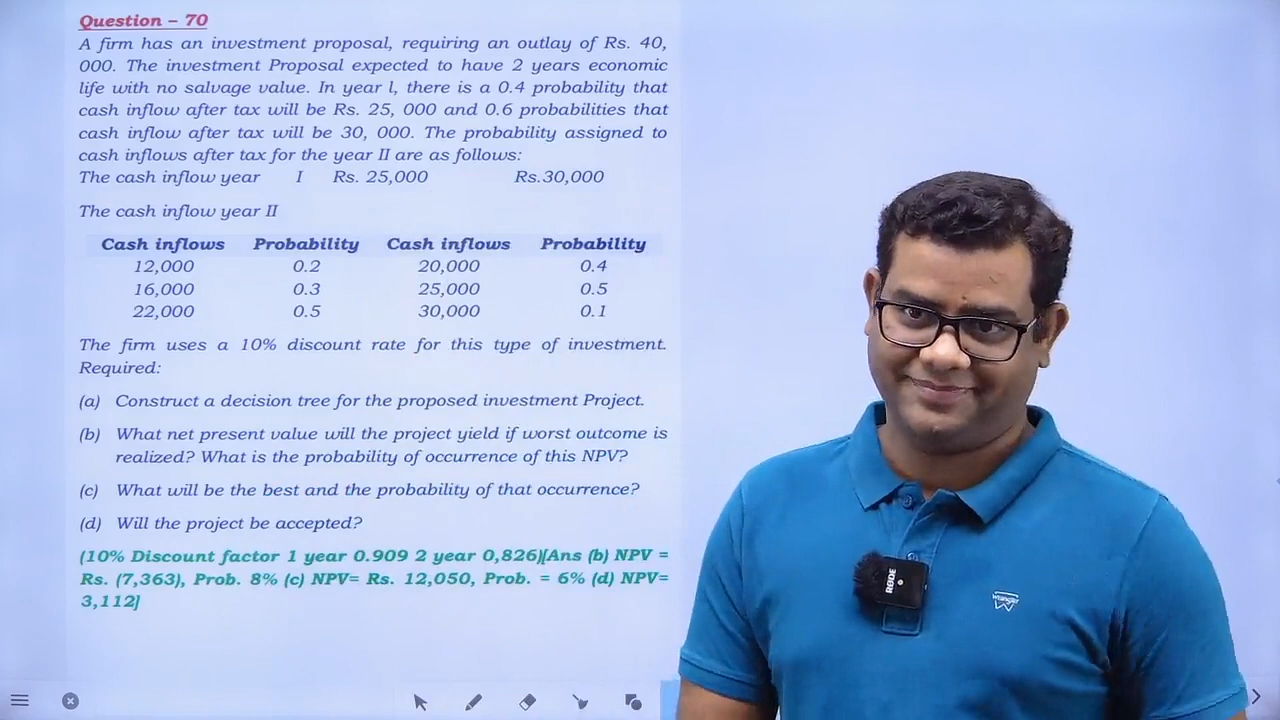 Question – 70
A firm has an investment proposal, requiring an outlay of Rs. 40,
000. The investment Proposal expected to have 2 years economic
life with no salvage value. In year l, there is a 0.4 probability that
cash inflow after tax will be Rs. 25, 000 and 0.6 probabilities that
cash inflow after tax will be 30, 000. The probability assigned to
cash inflows after tax for the year II are as follows:
The cash inflow year I Rs. 25,000 Rs.30,000
The cash inflow year II
Cash inflows Probability Cash inflows Probability
12,000 0.2 20,000 0.4
16,000 0.3 25,000 0.5
22,000 0.5 30,000 0.1
The firm uses a 10% discount rate for this type of investment.
Required:
(a) Construct a decision tree for the proposed investment Project.
(b) What net present value will the project yield if worst outcome is
realized? What is the probability of occurrence of this NPV?
(c) What will be the best and the probability of that occurrence?
(d) Will the project be accepted?
(10% Discount factor 1 year 0.909 2 year 0,826)[Ans (b) NPV =
Rs. (7,363), Prob. 8% (c) NPV= Rs. 12,050, Prob. = 6% (d) NPV=
3,112]
RØDE
Wrangler